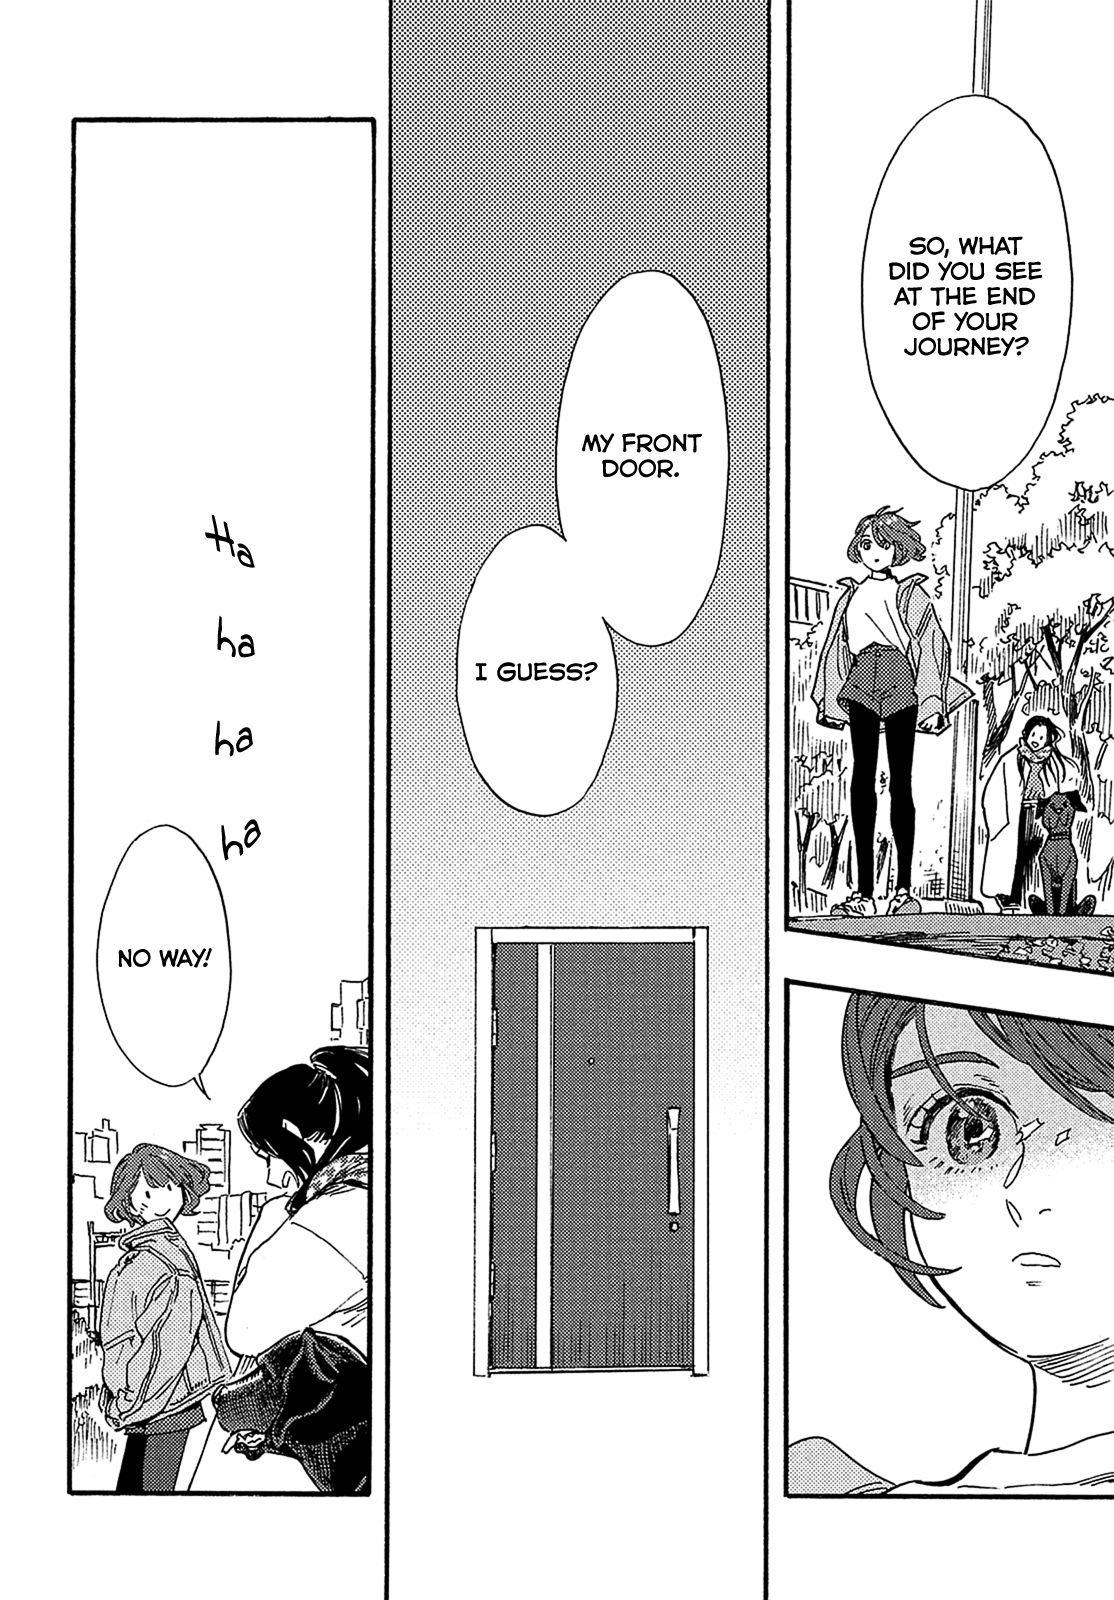 SO, WHAT
DID YOU SEE
AT THE END
OF YOUR
JOURNEY?
MY FRONT
DOOR.
I GUESS?
Ha
ha
ha
ha
NO WAY!